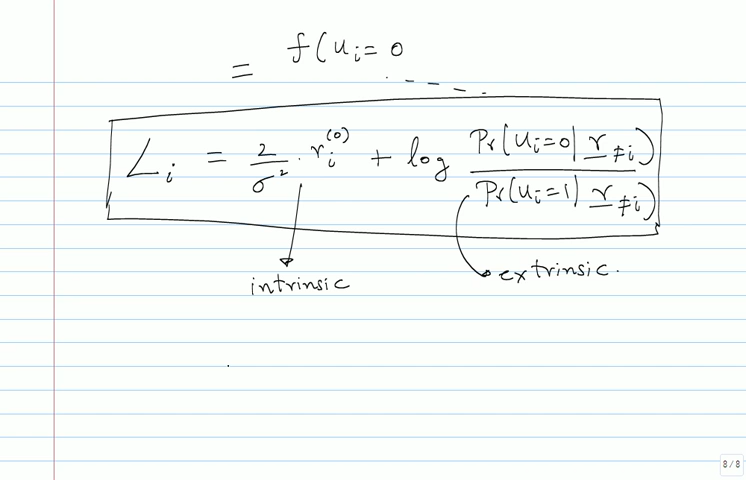 = f(u_i = 0
- - - -
L_i = 2/σ² · r_i^(0) + log Pr(u_i=0 | r_≠i) / Pr(u_i=1 | r_≠i)
intrinsic
extrinsic.
8/8